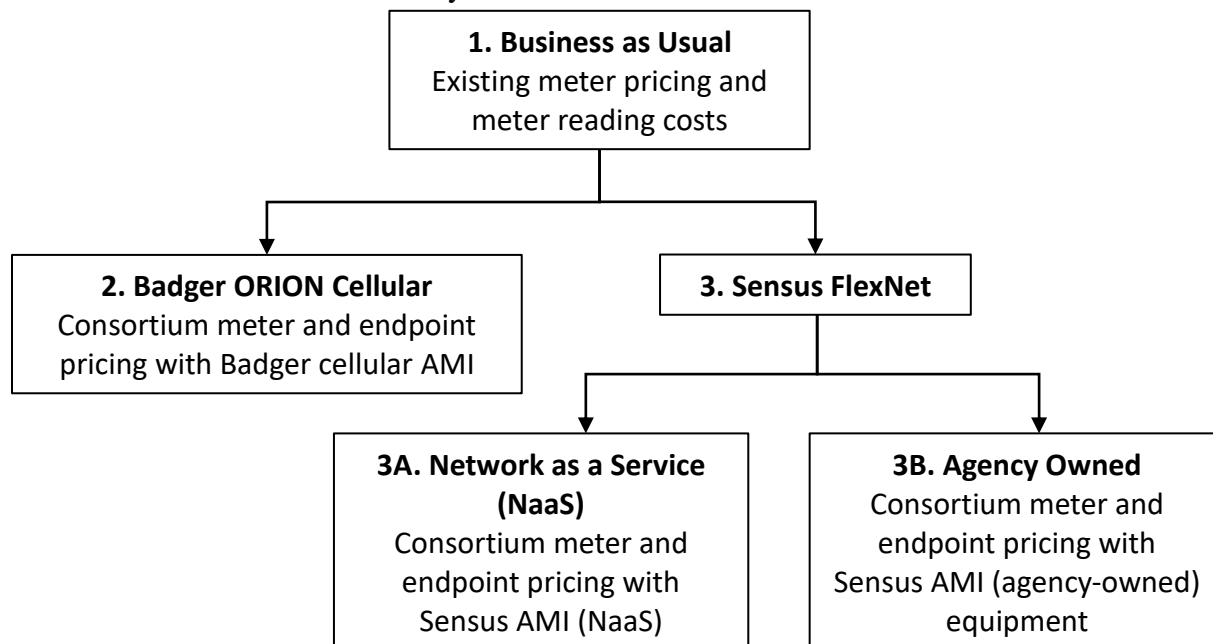 1. Business as Usual
Existing meter pricing and
meter reading costs
2. Badger ORION Cellular
Consortium meter and endpoint
pricing with Badger cellular AMI
3. Sensus FlexNet
3A. Network as a Service
(NaaS)
Consortium meter and
endpoint pricing with
Sensus AMI (NaaS)
3B. Agency Owned
Consortium meter and
endpoint pricing with
Sensus AMI (agency-owned)
equipment